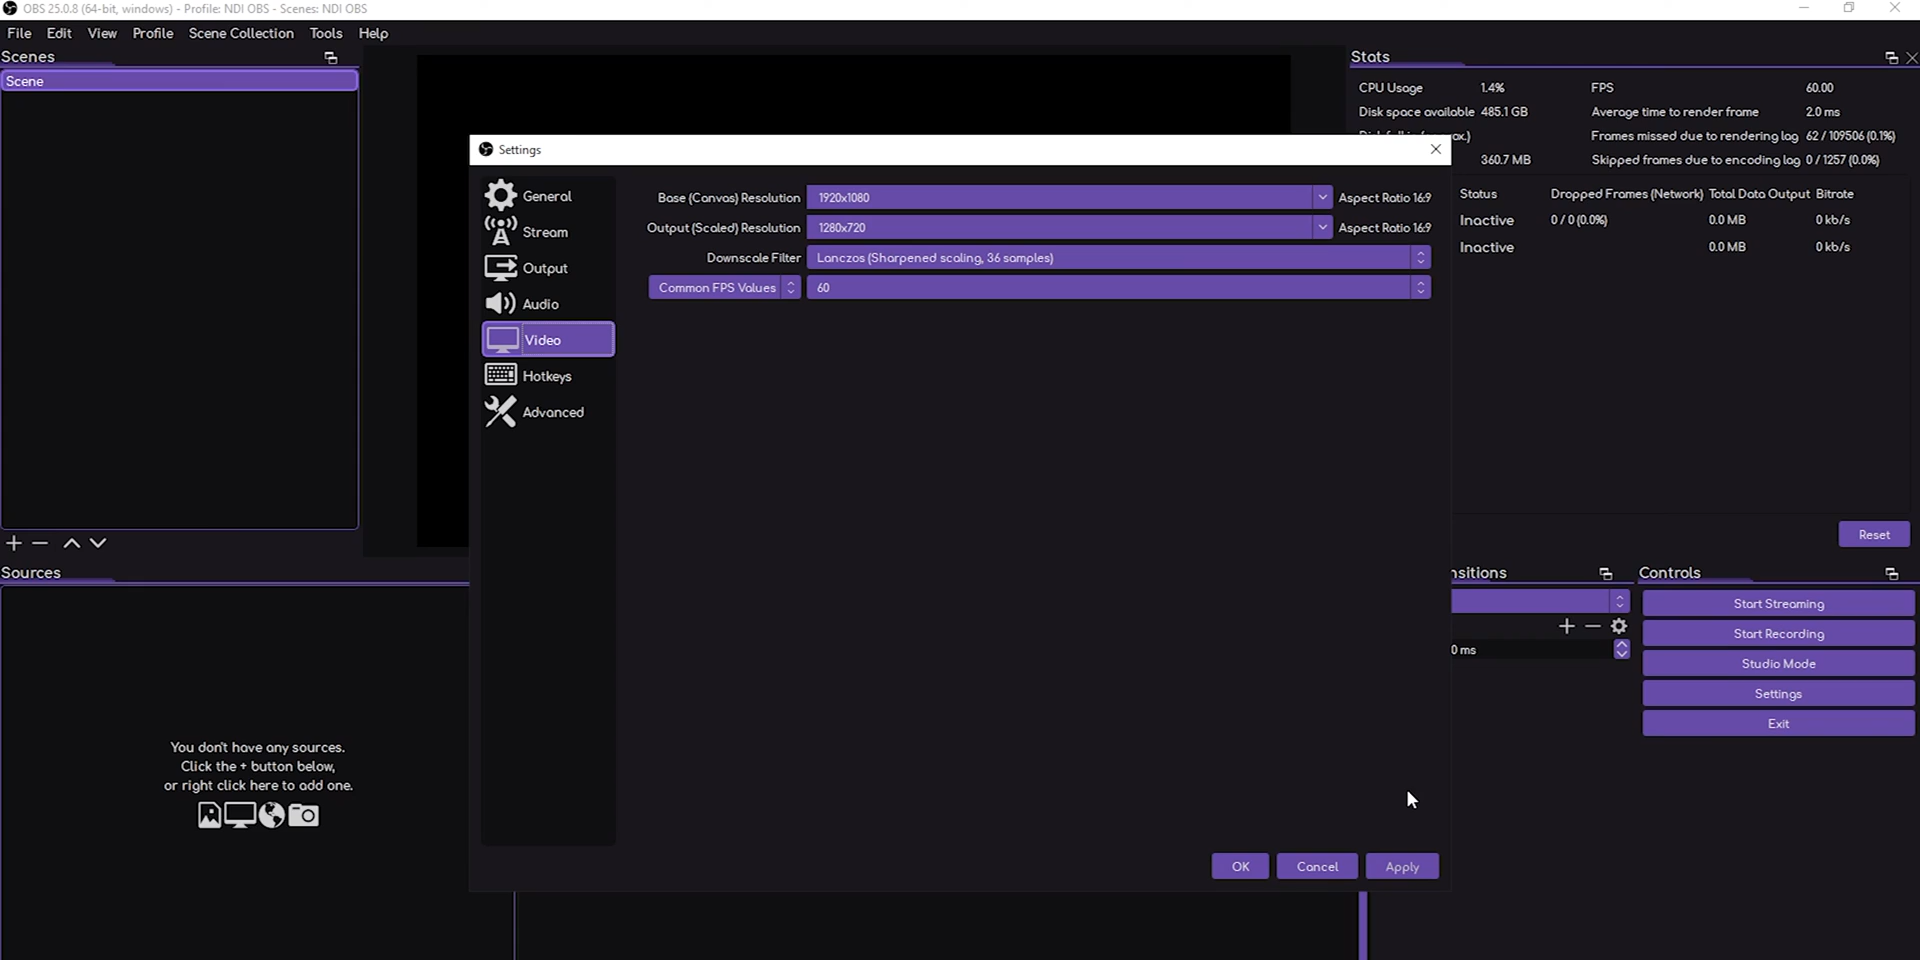 OBS 25.0.8 (64-bit, windows) - Profile: NDI OBS - Scenes: NDI OBS
File Edit View Profile Scene Collection Tools Help
Scenes
Scene
Sources
You don't have any sources.
Click the + button below,
or right click here to add one.
Settings
General
Stream
Output
Audio
Video
Hotkeys
Advanced
Base (Canvas) Resolution 1920x1080 Aspect Ratio 16:9
Output (Scaled) Resolution 1280x720 Aspect Ratio 16:9
Downscale Filter Lanczos (Sharpened scaling, 36 samples)
Common FPS Values 60
OK Cancel Apply
Stats
CPU Usage 1.4% FPS 60.00
Disk space available 485.1 GB Average time to render frame 2.0 ms
Frames missed due to rendering lag 62 / 109506 (0.1%)
360.7 MB Skipped frames due to encoding lag 0 / 1257 (0.0%)
Status Dropped Frames (Network) Total Data Output Bitrate
Inactive 0 / 0 (0.0%) 0.0 MB 0 kb/s
Inactive 0.0 MB 0 kb/s
Reset
nsitions
0 ms
Controls
Start Streaming
Start Recording
Studio Mode
Settings
Exit